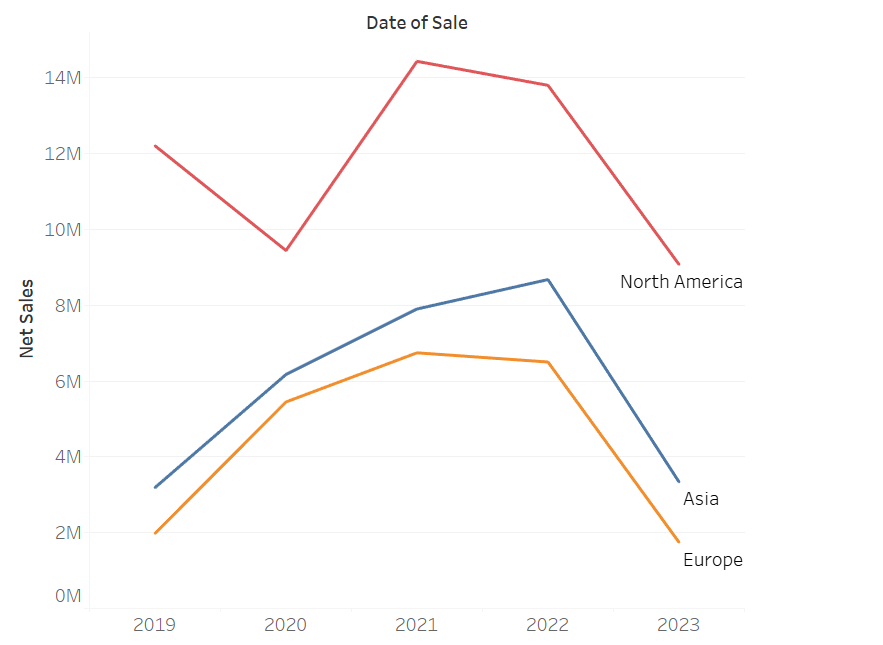 Date of Sale
Net Sales
14M
12M
10M
8M
6M
4M
2M
0M
North America
Asia
Europe
2019 2020 2021 2022 2023